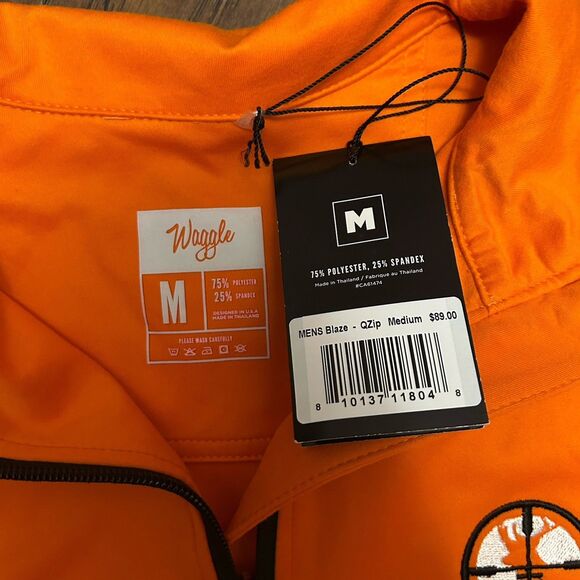 Waggle
M
75% POLYESTER
25% SPANDEX
DESIGNED IN U.S.A
MADE IN THAILAND
PLEASE WASH CAREFULLY
M
75% POLYESTER, 25% SPANDEX
Made in Thailand / Fabrique au Thailand
#CA61474
MENS Blaze - QZip Medium $89.00
8 10137 11804 8